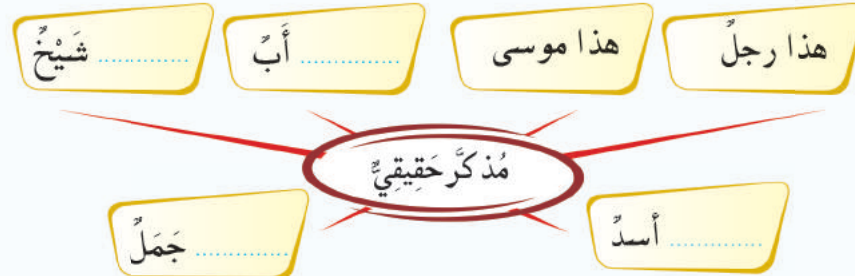 هذا رجلٌ
هذا موسى
............ أَبٌ
............ شَيْخٌ
مُذكَّر حَقِيقِيٌّ
............ أسدٌ
............ جَمَلٌ